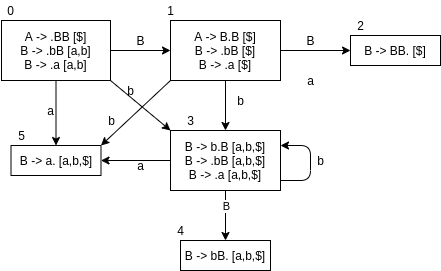 0
A -> .BB [$]
B -> .bB [a,b]
B -> .a [a,b]
B
1
A -> B.B [$]
B -> .bB [$]
B -> .a [$]
B
2
B -> BB. [$]
a
b
a
b
b
5
B -> a. [a,b,$]
a
3
B -> b.B [a,b,$]
B -> .bB [a,b,$]
B -> .a [a,b,$]
b
B
4
B -> bB. [a,b,$]